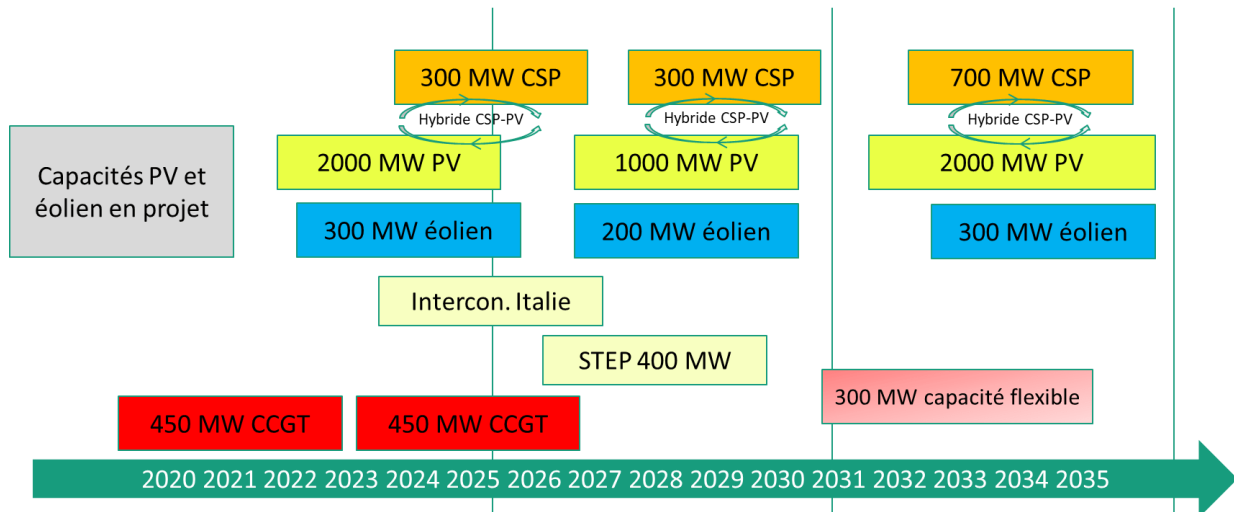 300 MW CSP
300 MW CSP
700 MW CSP
Hybride CSP-PV
Hybride CSP-PV
Hybride CSP-PV
Capacités PV et
éolien en projet
2000 MW PV
1000 MW PV
2000 MW PV
300 MW éolien
200 MW éolien
300 MW éolien
Intercon. Italie
STEP 400 MW
300 MW capacité flexible
450 MW CCGT
450 MW CCGT
2020 2021 2022 2023 2024 2025 2026 2027 2028 2029 2030 2031 2032 2033 2034 2035